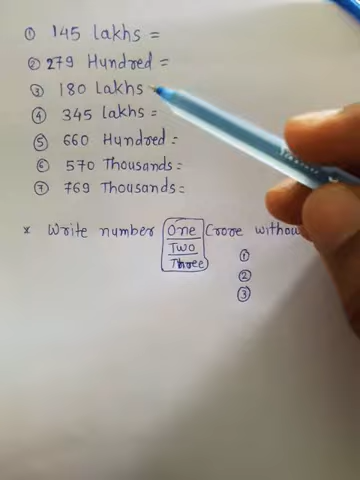 ① 145 Lakhs =
② 279 Hundred =
③ 180 Lakhs
④ 345 Lakhs =
⑤ 660 Hundred =
⑥ 570 Thousands =
⑦ 769 Thousands =
* Write number One Crore
Two
Three
①
②
③